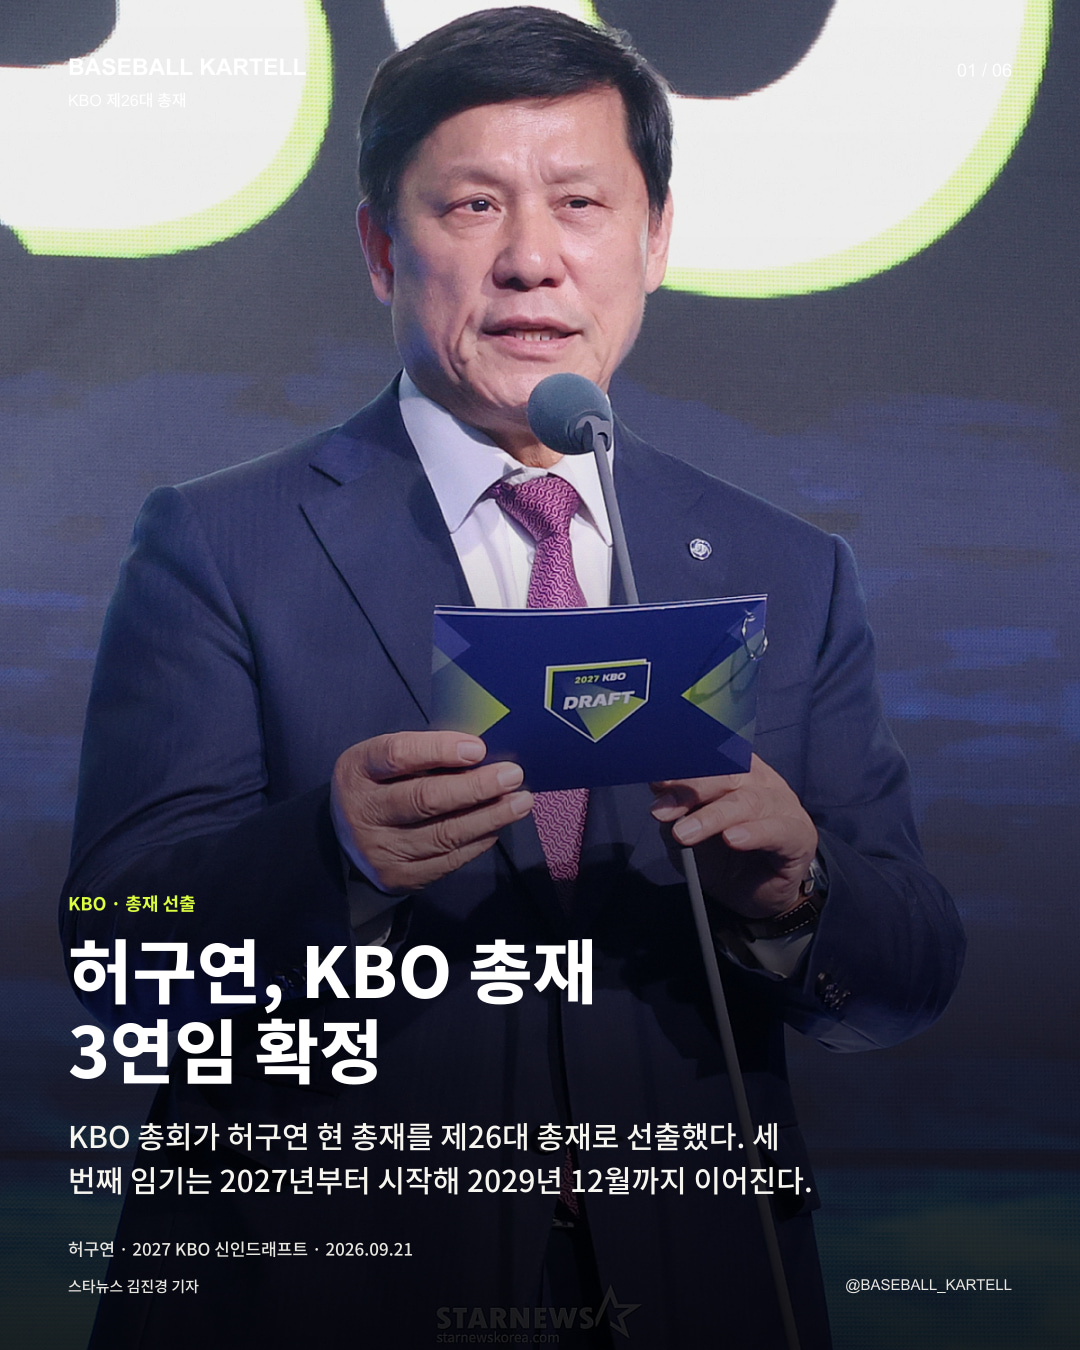 BASEBALL KARTELL
01 / 06
KBO 제26대 총재
2027 KBO
DRAFT
KBO · 총재 선출
허구연, KBO 총재
3연임 확정
KBO 총회가 허구연 현 총재를 제26대 총재로 선출했다. 세
번째 임기는 2027년부터 시작해 2029년 12월까지 이어진다.
허구연 · 2027 KBO 신인드래프트 · 2026.09.21
스타뉴스 김진경 기자
@BASEBALL_KARTELL
STARNEWS
starnewskorea.com